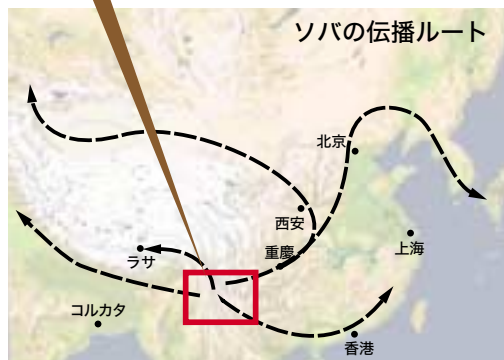 ソバの伝播ルート
北京
西安
重慶
上海
ラサ
コルカタ
香港